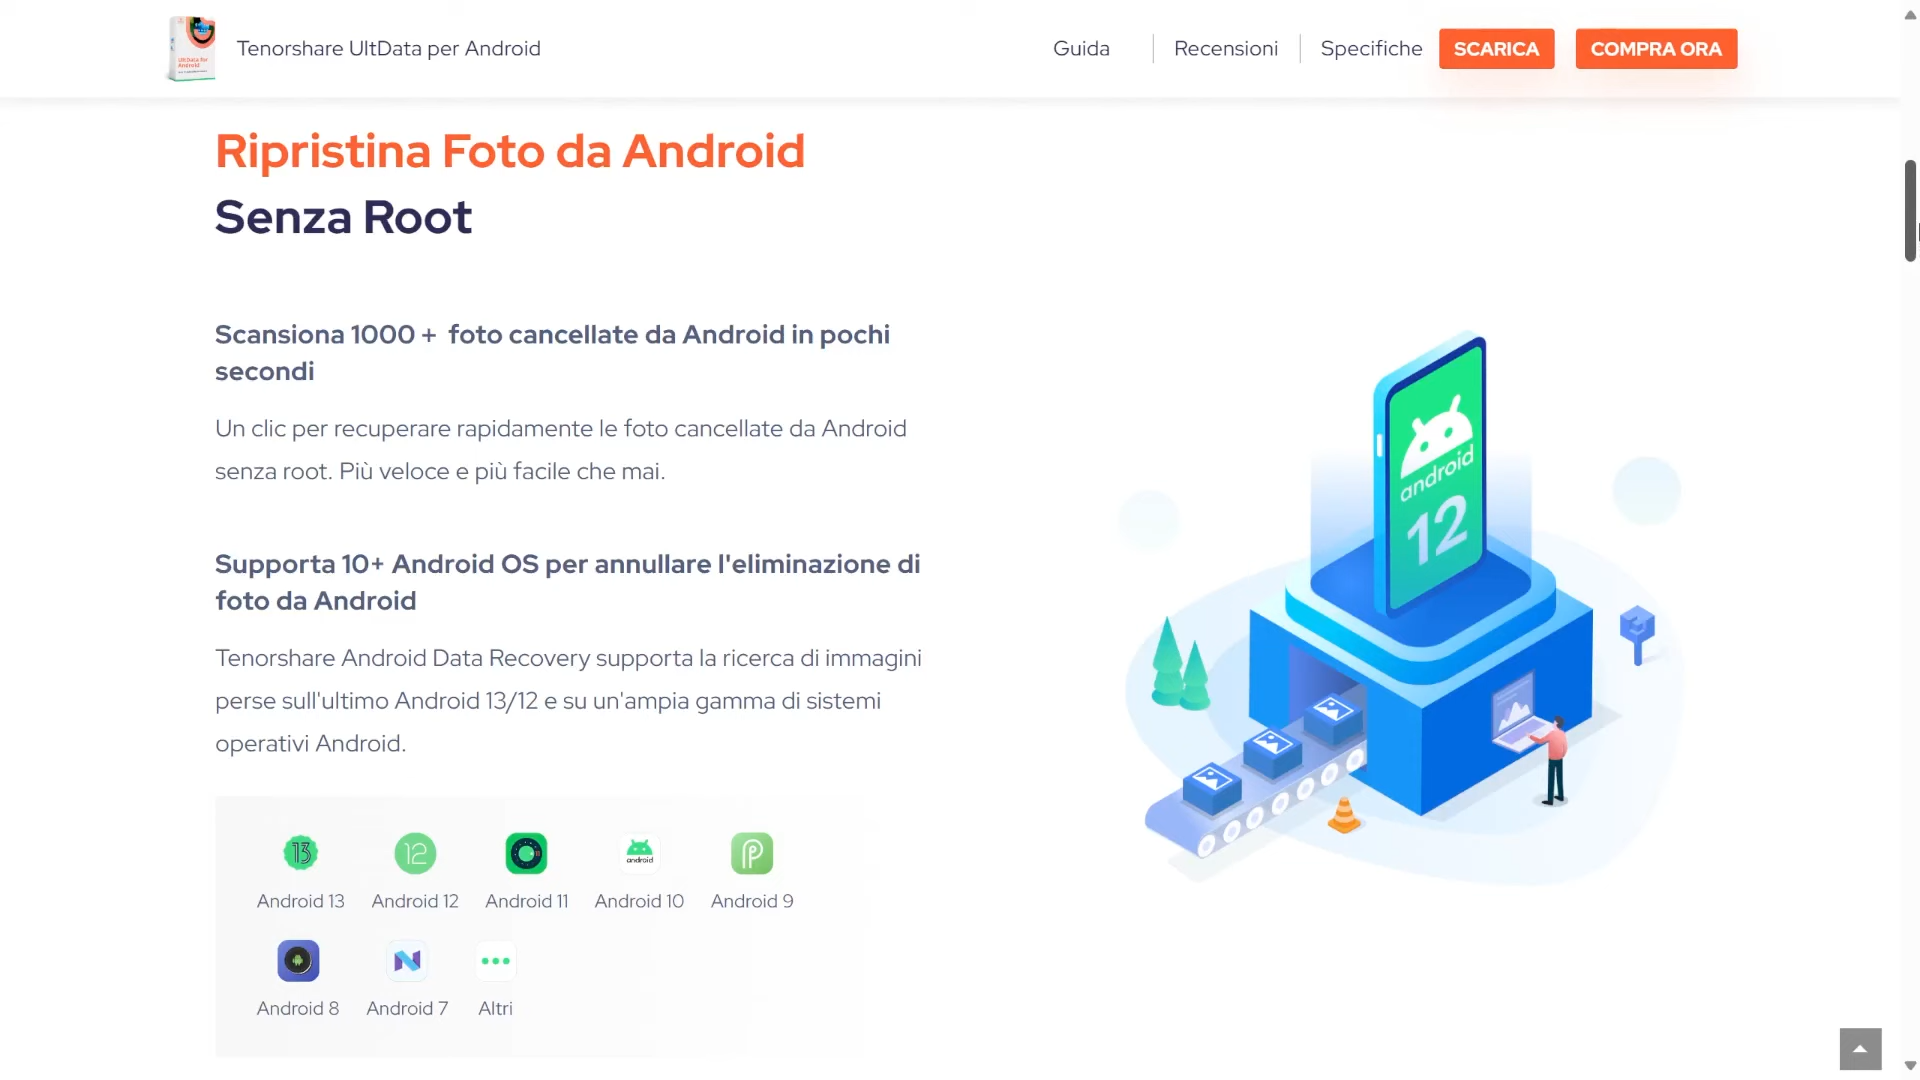 Tenorshare UltData per Android
Guida
Recensioni
Specifiche
SCARICA
COMPRA ORA
Ripristina Foto da Android
Senza Root
Scansiona 1000 + foto cancellate da Android in pochi
secondi
Un clic per recuperare rapidamente le foto cancellate da Android
senza root. Più veloce e più facile che mai.
Supporta 10+ Android OS per annullare l'eliminazione di
foto da Android
Tenorshare Android Data Recovery supporta la ricerca di immagini
perse sull'ultimo Android 13/12 e su un'ampia gamma di sistemi
operativi Android.
android
12
13
12
android
Android 13
Android 12
Android 11
Android 10
Android 9
Android 8
Android 7
Altri